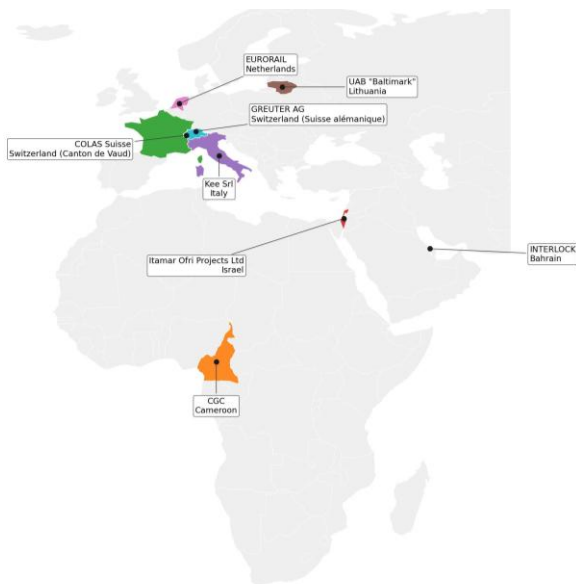 EURORAIL
Netherlands
UAB "Baltimark"
Lithuania
GREUTER AG
Switzerland (Suisse alémanique)
COLAS Suisse
Switzerland (Canton de Vaud)
Kee Srl
Italy
Itamar Ofri Projects Ltd
Israel
INTERLOCK
Bahrain
CGC
Cameroon